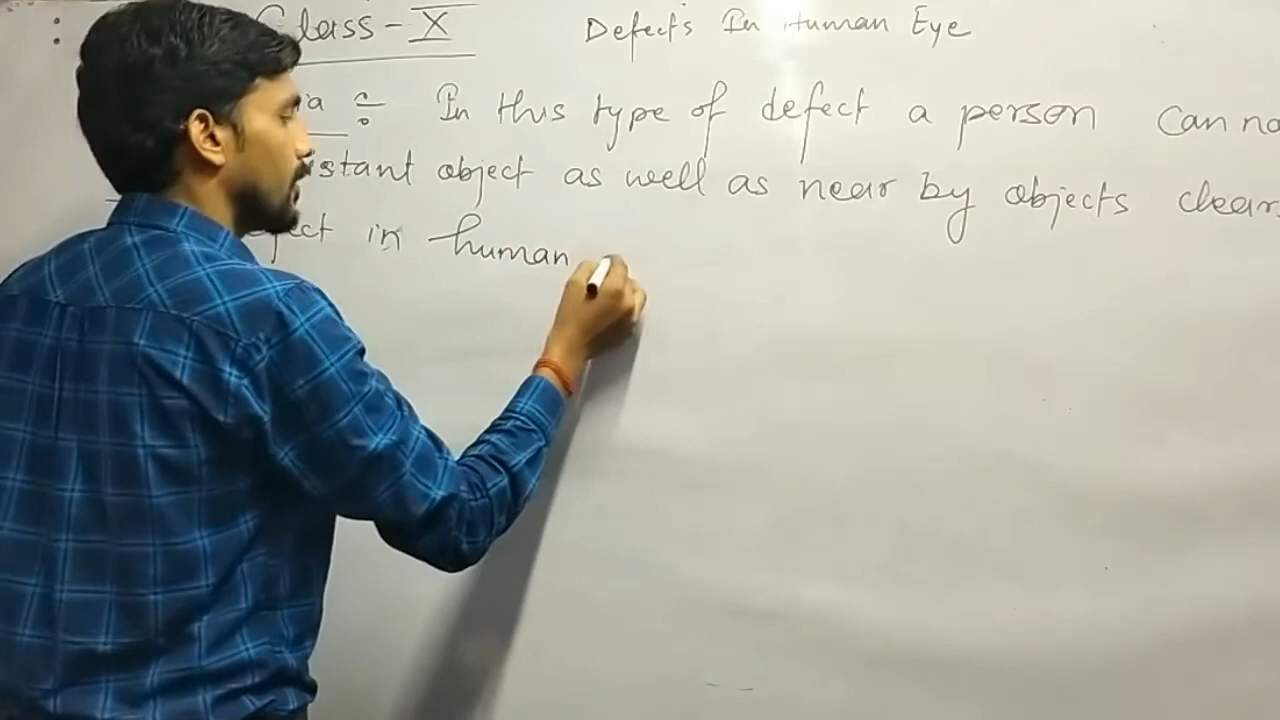 : Class - X Defects In Human Eye
ia : In this type of defect a person can no
istant object as well as near by objects clear
ect in human